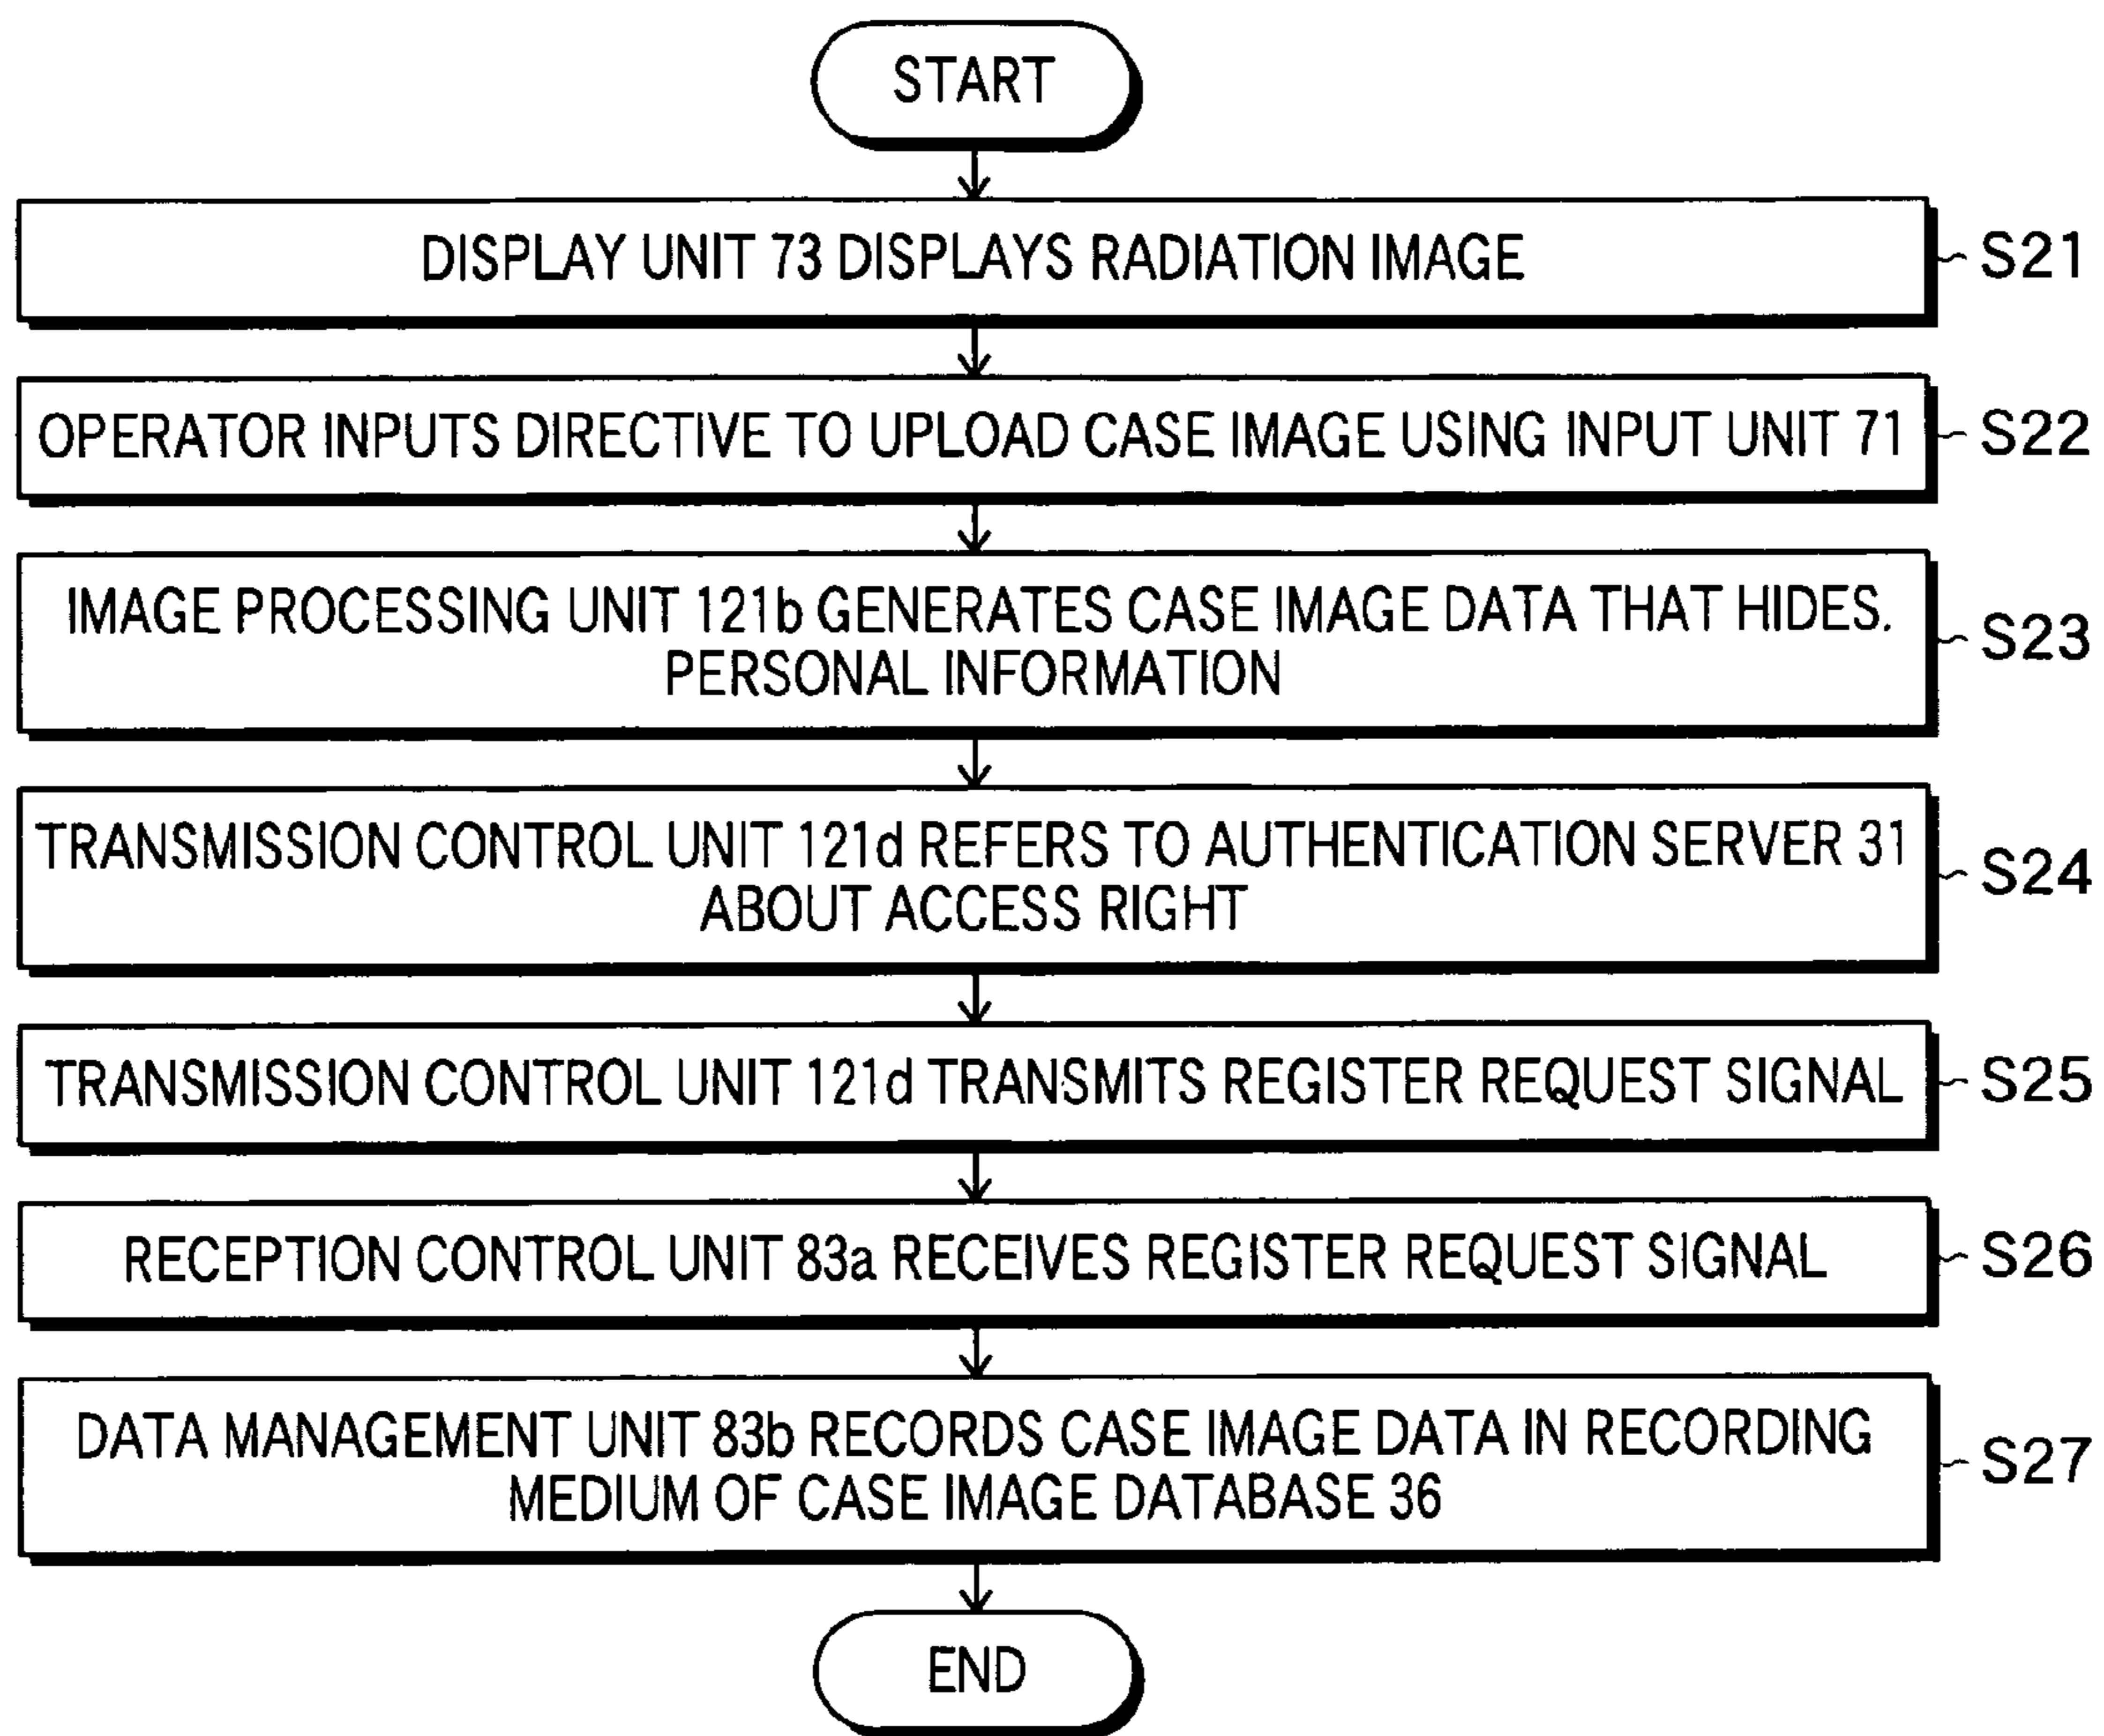 START
DISPLAY UNIT 73 DISPLAYS RADIATION IMAGE
S21
OPERATOR INPUTS DIRECTIVE TO UPLOAD CASE IMAGE USING INPUT UNIT 71
S22
IMAGE PROCESSING UNIT 121b GENERATES CASE IMAGE DATA THAT HIDES.
PERSONAL INFORMATION
S23
TRANSMISSION CONTROL UNIT 121d REFERS TO AUTHENTICATION SERVER 31
ABOUT ACCESS RIGHT
S24
TRANSMISSION CONTROL UNIT 121d TRANSMITS REGISTER REQUEST SIGNAL
S25
RECEPTION CONTROL UNIT 83a RECEIVES REGISTER REQUEST SIGNAL
S26
DATA MANAGEMENT UNIT 83b RECORDS CASE IMAGE DATA IN RECORDING
MEDIUM OF CASE IMAGE DATABASE 36
S27
END